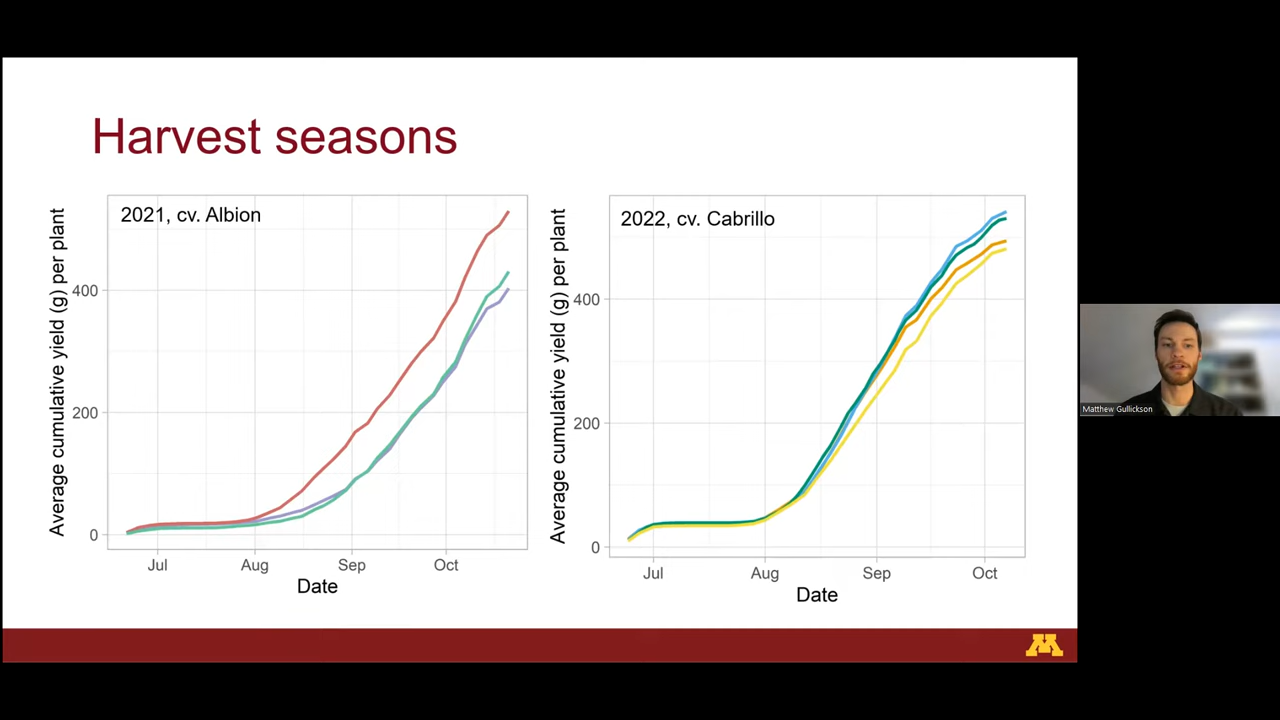 Harvest seasons
2021, cv. Albion
Average cumulative yield (g) per plant
400
200
0
Jul Aug Sep Oct
Date
2022, cv. Cabrillo
Average cumulative yield (g) per plant
400
200
0
Jul Aug Sep Oct
Date
M
Matthew Gullickson